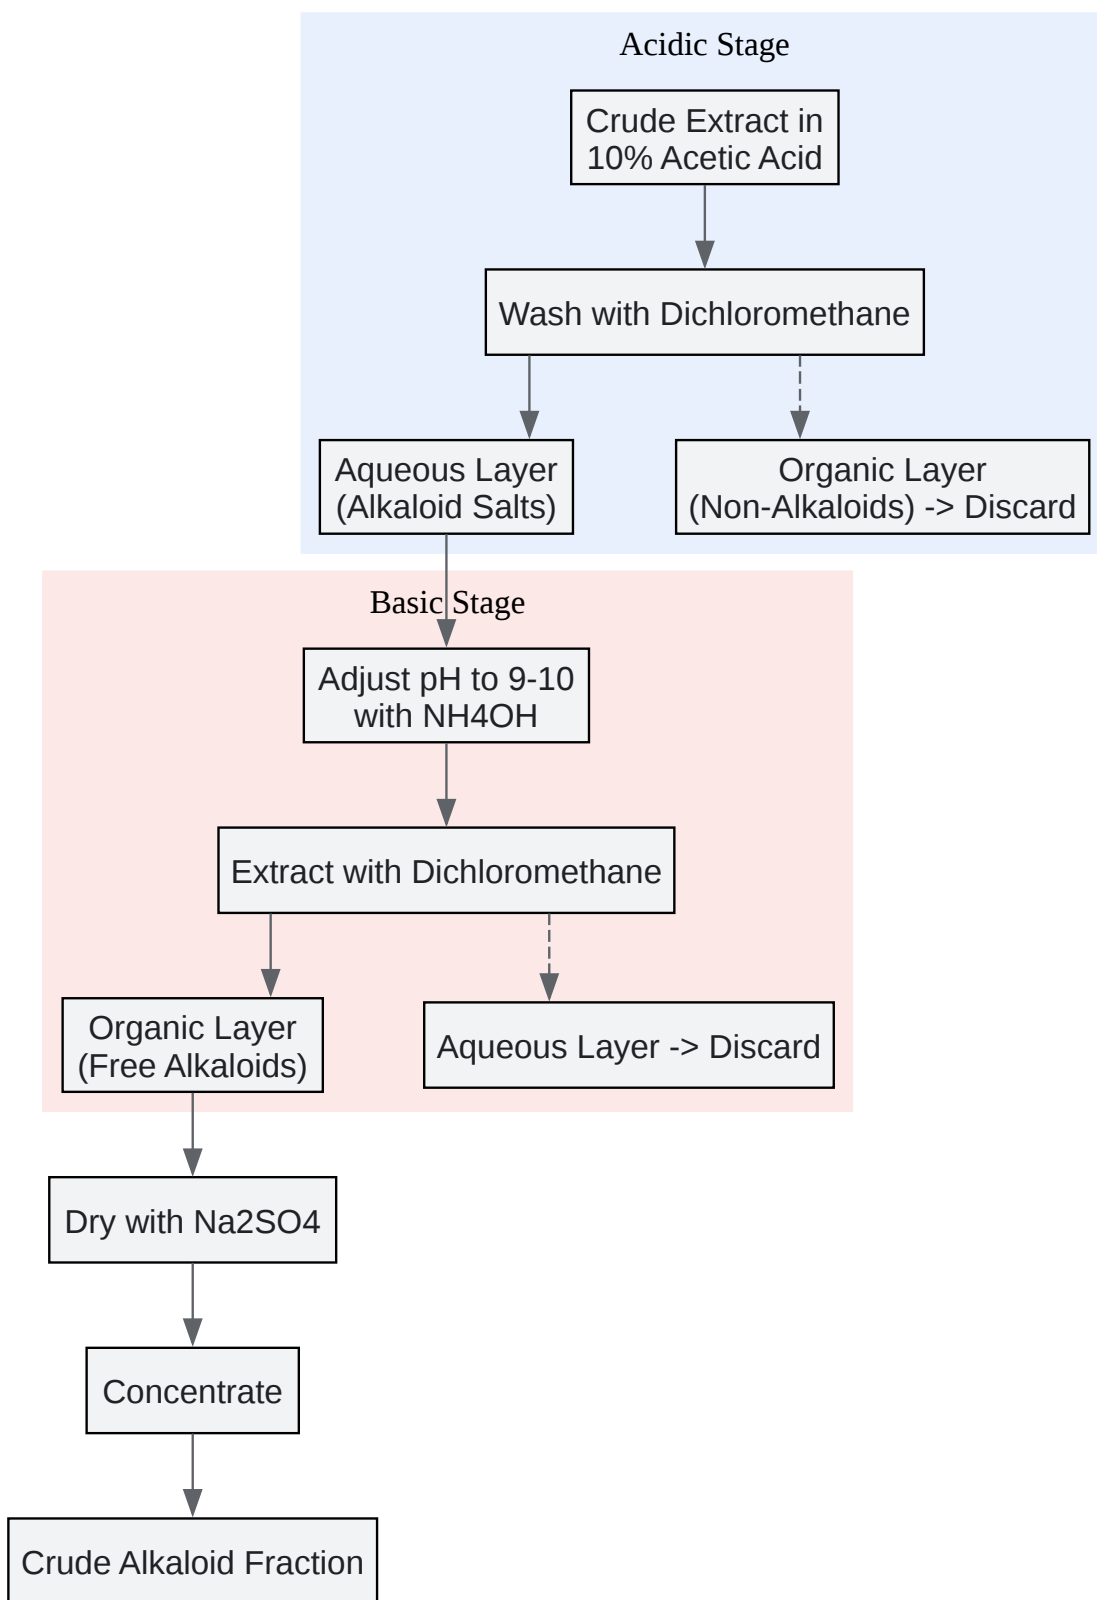 Acidic Stage
Crude Extract in
10% Acetic Acid
Wash with Dichloromethane
Aqueous Layer
(Alkaloid Salts)
Organic Layer
(Non-Alkaloids) -> Discard
Basic Stage
Adjust pH to 9-10
with NH4OH
Extract with Dichloromethane
Organic Layer
(Free Alkaloids)
Aqueous Layer -> Discard
Dry with Na2SO4
Concentrate
Crude Alkaloid Fraction